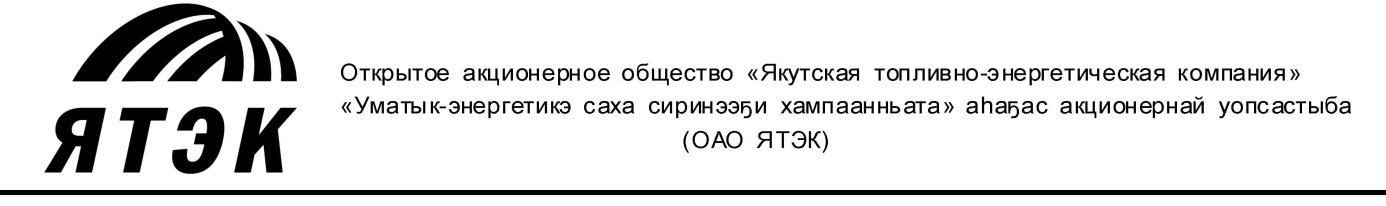 ЯТЭК
Открытое акционерное общество «Якутская топливно-энергетическая компания»
«Уматык-энергетикэ саха сиринээҕи хампаанньата» аһаҕас акционернай уопсастыба
(ОАО ЯТЭК)